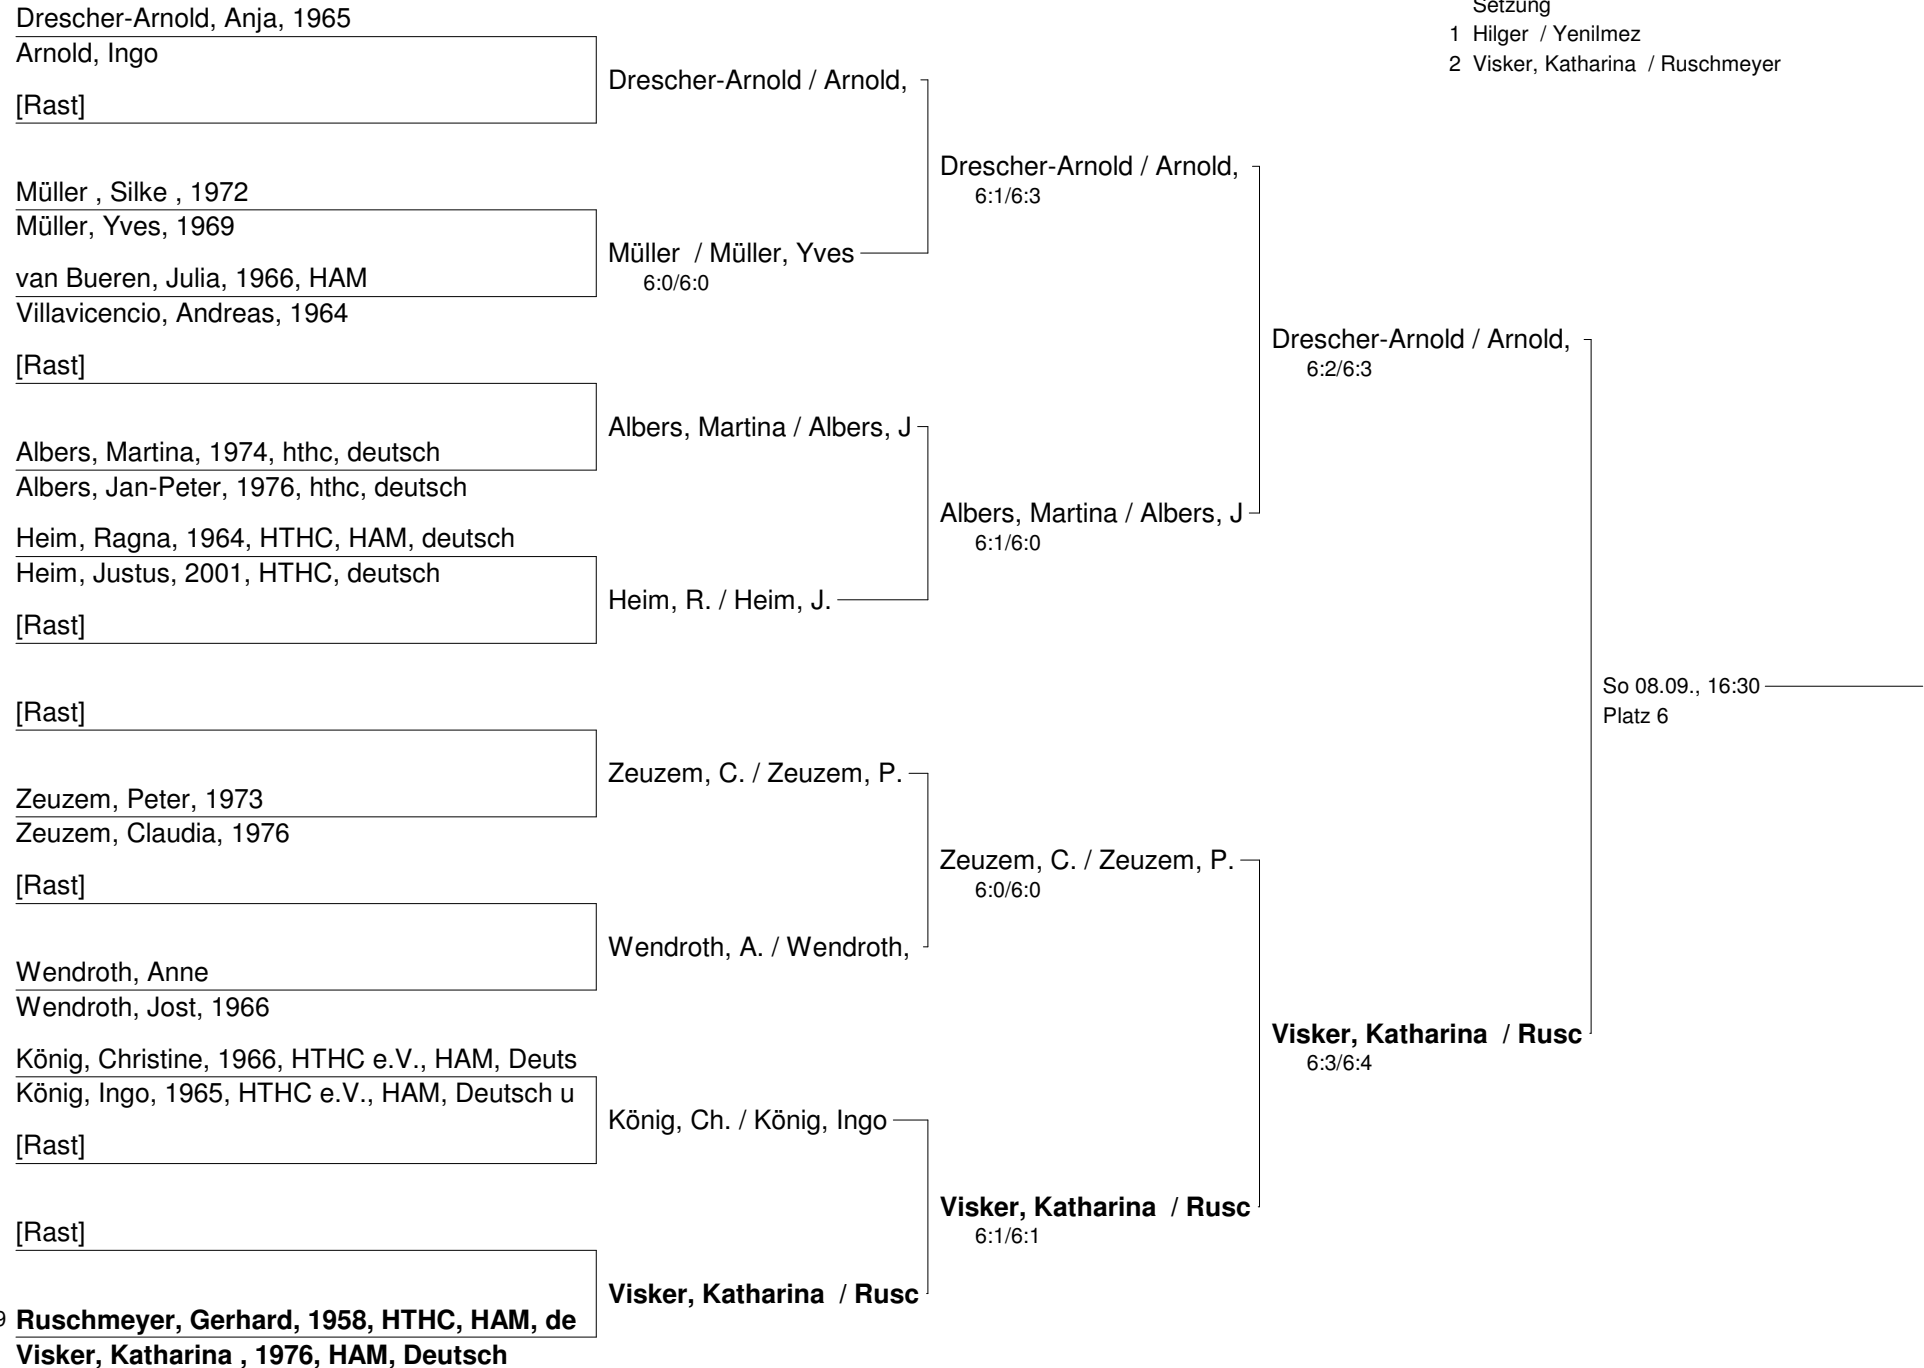 Drescher-Arnold, Anja, 1965
Arnold, Ingo
[Rast]
Müller , Silke , 1972
Müller, Yves, 1969
van Bueren, Julia, 1966, HAM
Villavicencio, Andreas, 1964
[Rast]
Albers, Martina, 1974, hthc, deutsch
Albers, Jan-Peter, 1976, hthc, deutsch
Heim, Ragna, 1964, HTHC, HAM, deutsch
Heim, Justus, 2001, HTHC, deutsch
[Rast]
[Rast]
Zeuzem, Peter, 1973
Zeuzem, Claudia, 1976
[Rast]
Wendroth, Anne
Wendroth, Jost, 1966
König, Christine, 1966, HTHC e.V., HAM, Deuts
König, Ingo, 1965, HTHC e.V., HAM, Deutsch u
[Rast]
[Rast]
9 Ruschmeyer, Gerhard, 1958, HTHC, HAM, de
Visker, Katharina , 1976, HAM, Deutsch
Drescher-Arnold / Arnold,
Müller / Müller, Yves
6:0/6:0
Albers, Martina / Albers, J
Heim, R. / Heim, J.
Zeuzem, C. / Zeuzem, P.
Wendroth, A. / Wendroth,
König, Ch. / König, Ingo
Visker, Katharina / Rusc
Drescher-Arnold / Arnold,
6:1/6:3
Albers, Martina / Albers, J
6:1/6:0
Zeuzem, C. / Zeuzem, P.
6:0/6:0
Visker, Katharina / Rusc
6:1/6:1
Drescher-Arnold / Arnold,
6:2/6:3
Visker, Katharina / Rusc
6:3/6:4
So 08.09., 16:30
Platz 6
Setzung
1 Hilger / Yenilmez
2 Visker, Katharina / Ruschmeyer